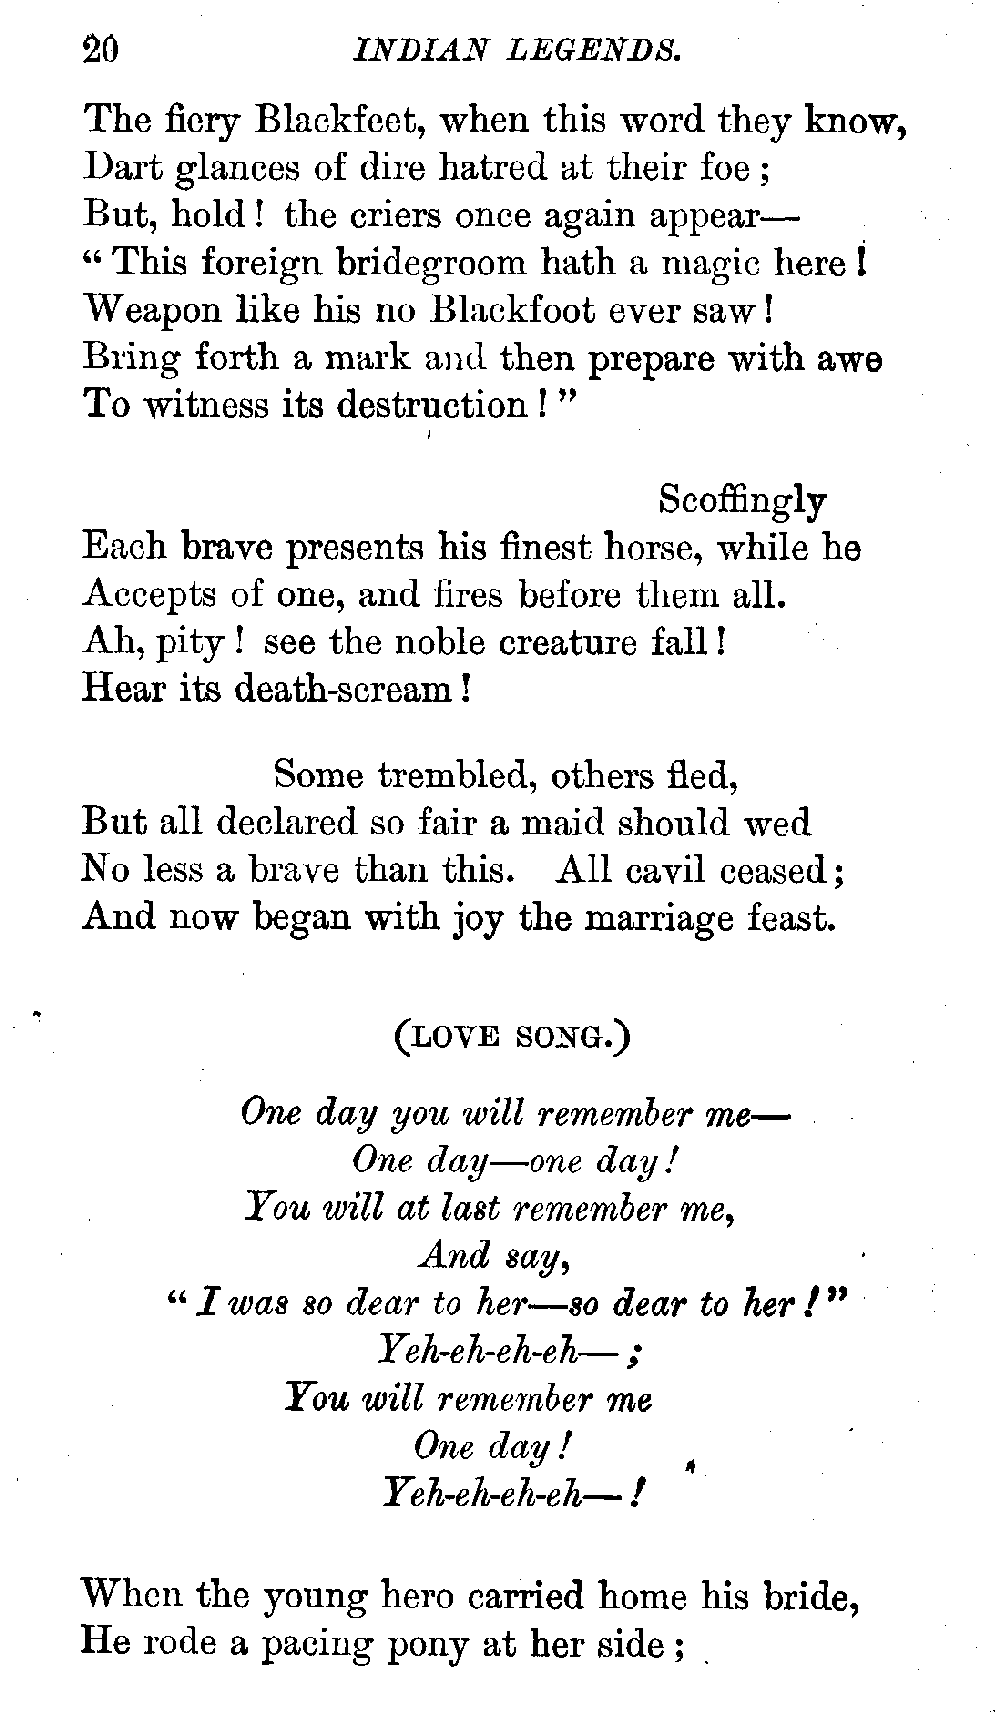 20 INDIAN LEGENDS.
The fiery Blackfeet, when this word they know,
Dart glances of dire hatred at their foe;
But, hold! the criers once again appear—
"This foreign bridegroom hath a magic here!
Weapon like his no Blackfoot ever saw!
Bring forth a mark and then prepare with awe
To witness its destruction!"
Scoffingly
Each brave presents his finest horse, while he
Accepts of one, and fires before them all.
Ah, pity! see the noble creature fall!
Hear its death-scream!
Some trembled, others fled,
But all declared so fair a maid should wed
No less a brave than this. All cavil ceased;
And now began with joy the marriage feast.
(LOVE SONG.)
One day you will remember me—
One day—one day!
You will at last remember me,
And say,
"I was so dear to her—so dear to her!"
Yeh-eh-eh-eh—;
You will remember me
One day!
Yeh-eh-eh-eh—!
When the young hero carried home his bride,
He rode a pacing pony at her side;